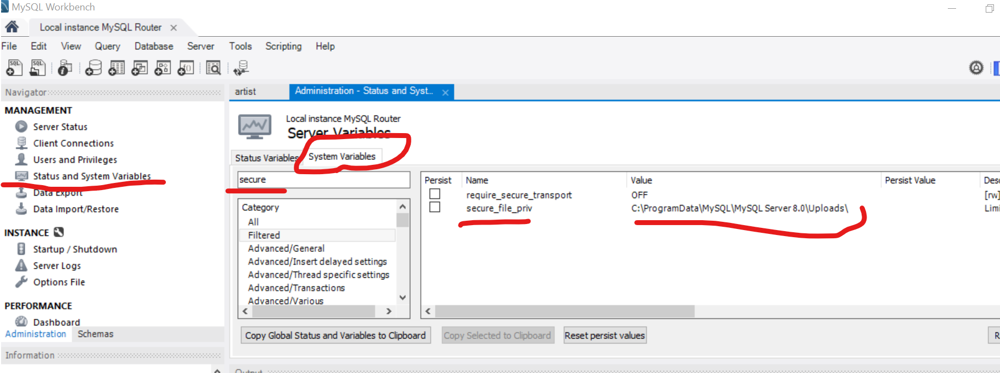 MySQL Workbench
Local instance MySQL Router
File Edit View Query Database Server Tools Scripting Help
Navigator
MANAGEMENT
Server Status
Client Connections
Users and Privileges
Status and System Variables
Data Export
Data Import/Restore
INSTANCE
Startup / Shutdown
Server Logs
Options File
PERFORMANCE
Dashboard
Administration Schemas
Information
artist Administration - Status and Syst...
Local instance MySQL Router
Server Variables
Status Variables System Variables
secure
Category
All
Filtered
Advanced/General
Advanced/Insert delayed settings
Advanced/Thread specific settings
Advanced/Transactions
Advanced/Various
Persist Name Value Persist Value
require_secure_transport OFF [rw]
secure_file_priv C:\ProgramData\MySQL\MySQL Server 8.0\Uploads\
Copy Global Status and Variables to Clipboard Copy Selected to Clipboard Reset persist values
Output